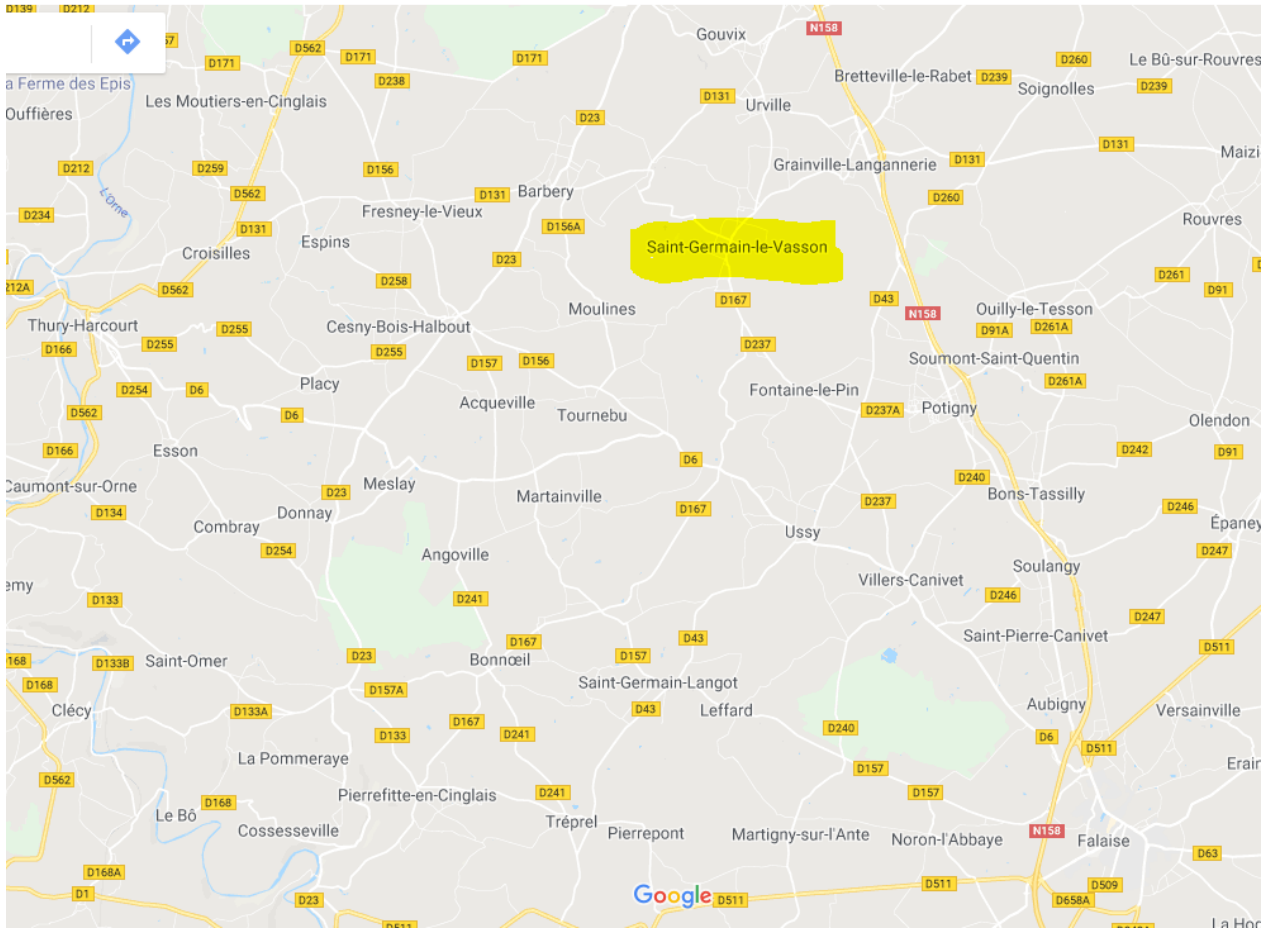 D139 D212
N158
Gouvix
D562
D171
D171
D171
D238
D260
Le Bû-sur-Rouvres
Bretteville-le-Rabet
D239
Soignolles
D239
a Ferme des Epis
Les Moutiers-en-Cinglais
D131
Urville
Ouffières
D23
D131
Maizi
D212
D259
D156
Grainville-Langannerie
D131
D562
D131
Barbery
D260
L'Orne
D234
Fresney-le-Vieux
D156A
Rouvres
D131
Espins
Saint-Germain-le-Vasson
Croisilles
D23
D258
D261
212A
D562
D91
D167
D43
Moulines
N158
Ouilly-le-Tesson
Thury-Harcourt
D255
Cesny-Bois-Halbout
D91A
D261A
D166
D255
D255
D157
D156
D237
Soumont-Saint-Quentin
D254
D6
Placy
D261A
Fontaine-le-Pin
Acqueville
Tournebu
D237A
Potigny
D562
D6
Olendon
D166
Esson
D6
D242
D91
Caumont-sur-Orne
Meslay
D23
Martainville
D240
Bons-Tassilly
D134
Donnay
D167
D237
D246
Combray
Ussy
Épaney
D254
Angoville
D247
emy
Villers-Canivet
Soulangy
D133
D241
D246
D247
Saint-Pierre-Canivet
D167
D43
D511
168
D133B
Saint-Omer
D23
Bonnœil
D157
D168
D157A
Saint-Germain-Langot
Clécy
D133A
D43
Leffard
Aubigny
Versainville
D167
D133
D241
D240
D6
D511
La Pommeraye
Erain
D562
D157
Pierrefitte-en-Cinglais
D241
D157
Le Bô
D168
Cossesseville
Tréprel
Pierrepont
Martigny-sur-l'Ante
Noron-l'Abbaye
N158
Falaise
D63
D168A
D1
D23
Google
D511
D511
D509
D658A
D511
La Hog